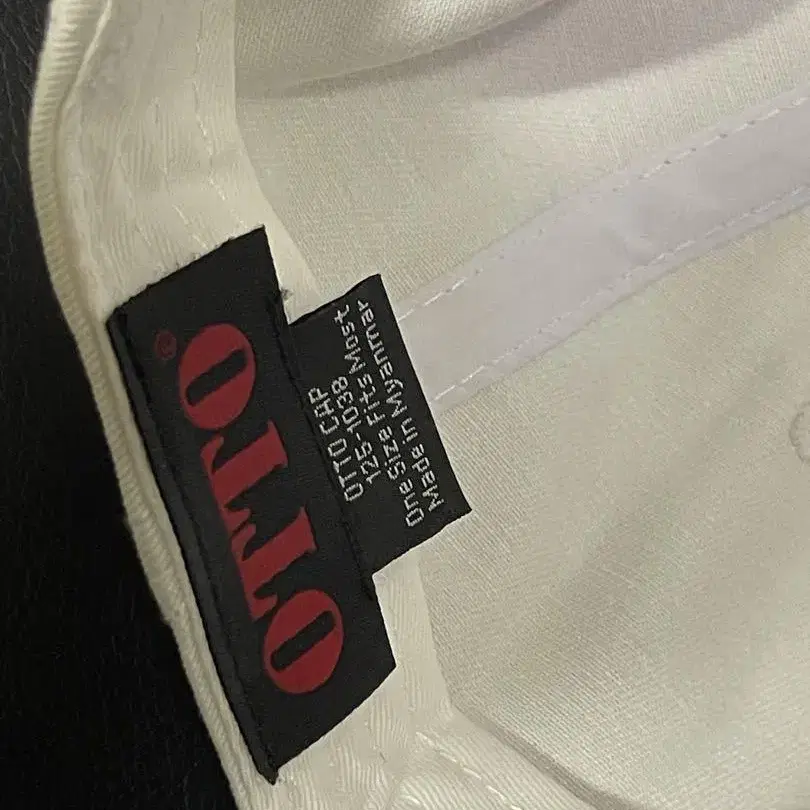 OTTO®
OTTO CAP
125-1038
One Size Fits Most
Made in Myanmar